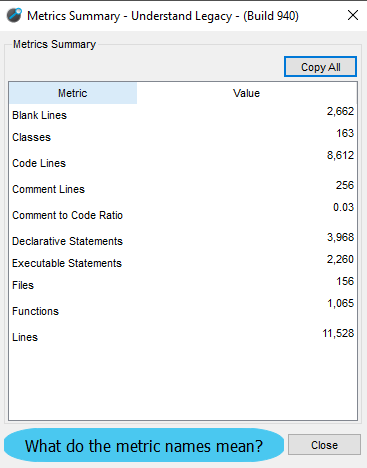 Metrics Summary - Understand Legacy - (Build 940)
Metrics Summary
Copy All
Metric Value
Blank Lines 2,662
Classes 163
Code Lines 8,612
Comment Lines 256
Comment to Code Ratio 0.03
Declarative Statements 3,968
Executable Statements 2,260
Files 156
Functions 1,065
Lines 11,528
What do the metric names mean?
Close